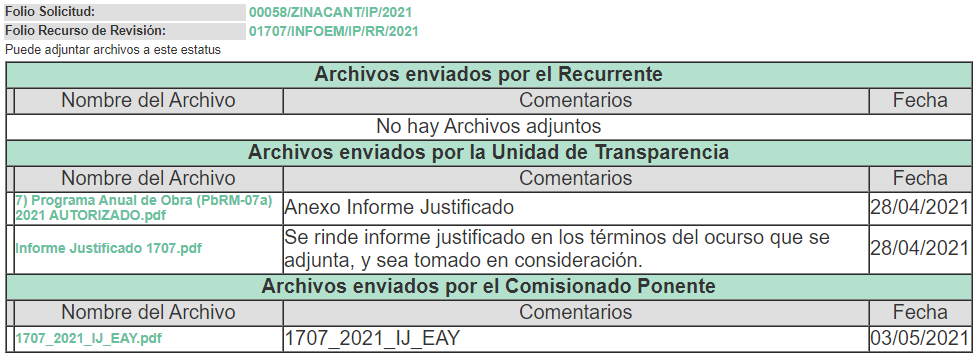 Folio Solicitud: 00058/ZINACANT/IP/2021
Folio Recurso de Revisión: 01707/INFOEM/IP/RR/2021
Puede adjuntar archivos a este estatus
Archivos enviados por el Recurrente
Nombre del Archivo Comentarios Fecha
No hay Archivos adjuntos
Archivos enviados por la Unidad de Transparencia
Nombre del Archivo Comentarios Fecha
7) Programa Anual de Obra (PbRM-07a)
2021 AUTORIZADO.pdf Anexo Informe Justificado 28/04/2021
Informe Justificado 1707.pdf Se rinde informe justificado en los términos del ocurso que se
adjunta, y sea tomado en consideración. 28/04/2021
Archivos enviados por el Comisionado Ponente
Nombre del Archivo Comentarios Fecha
1707_2021_IJ_EAY.pdf 1707_2021_IJ_EAY 03/05/2021